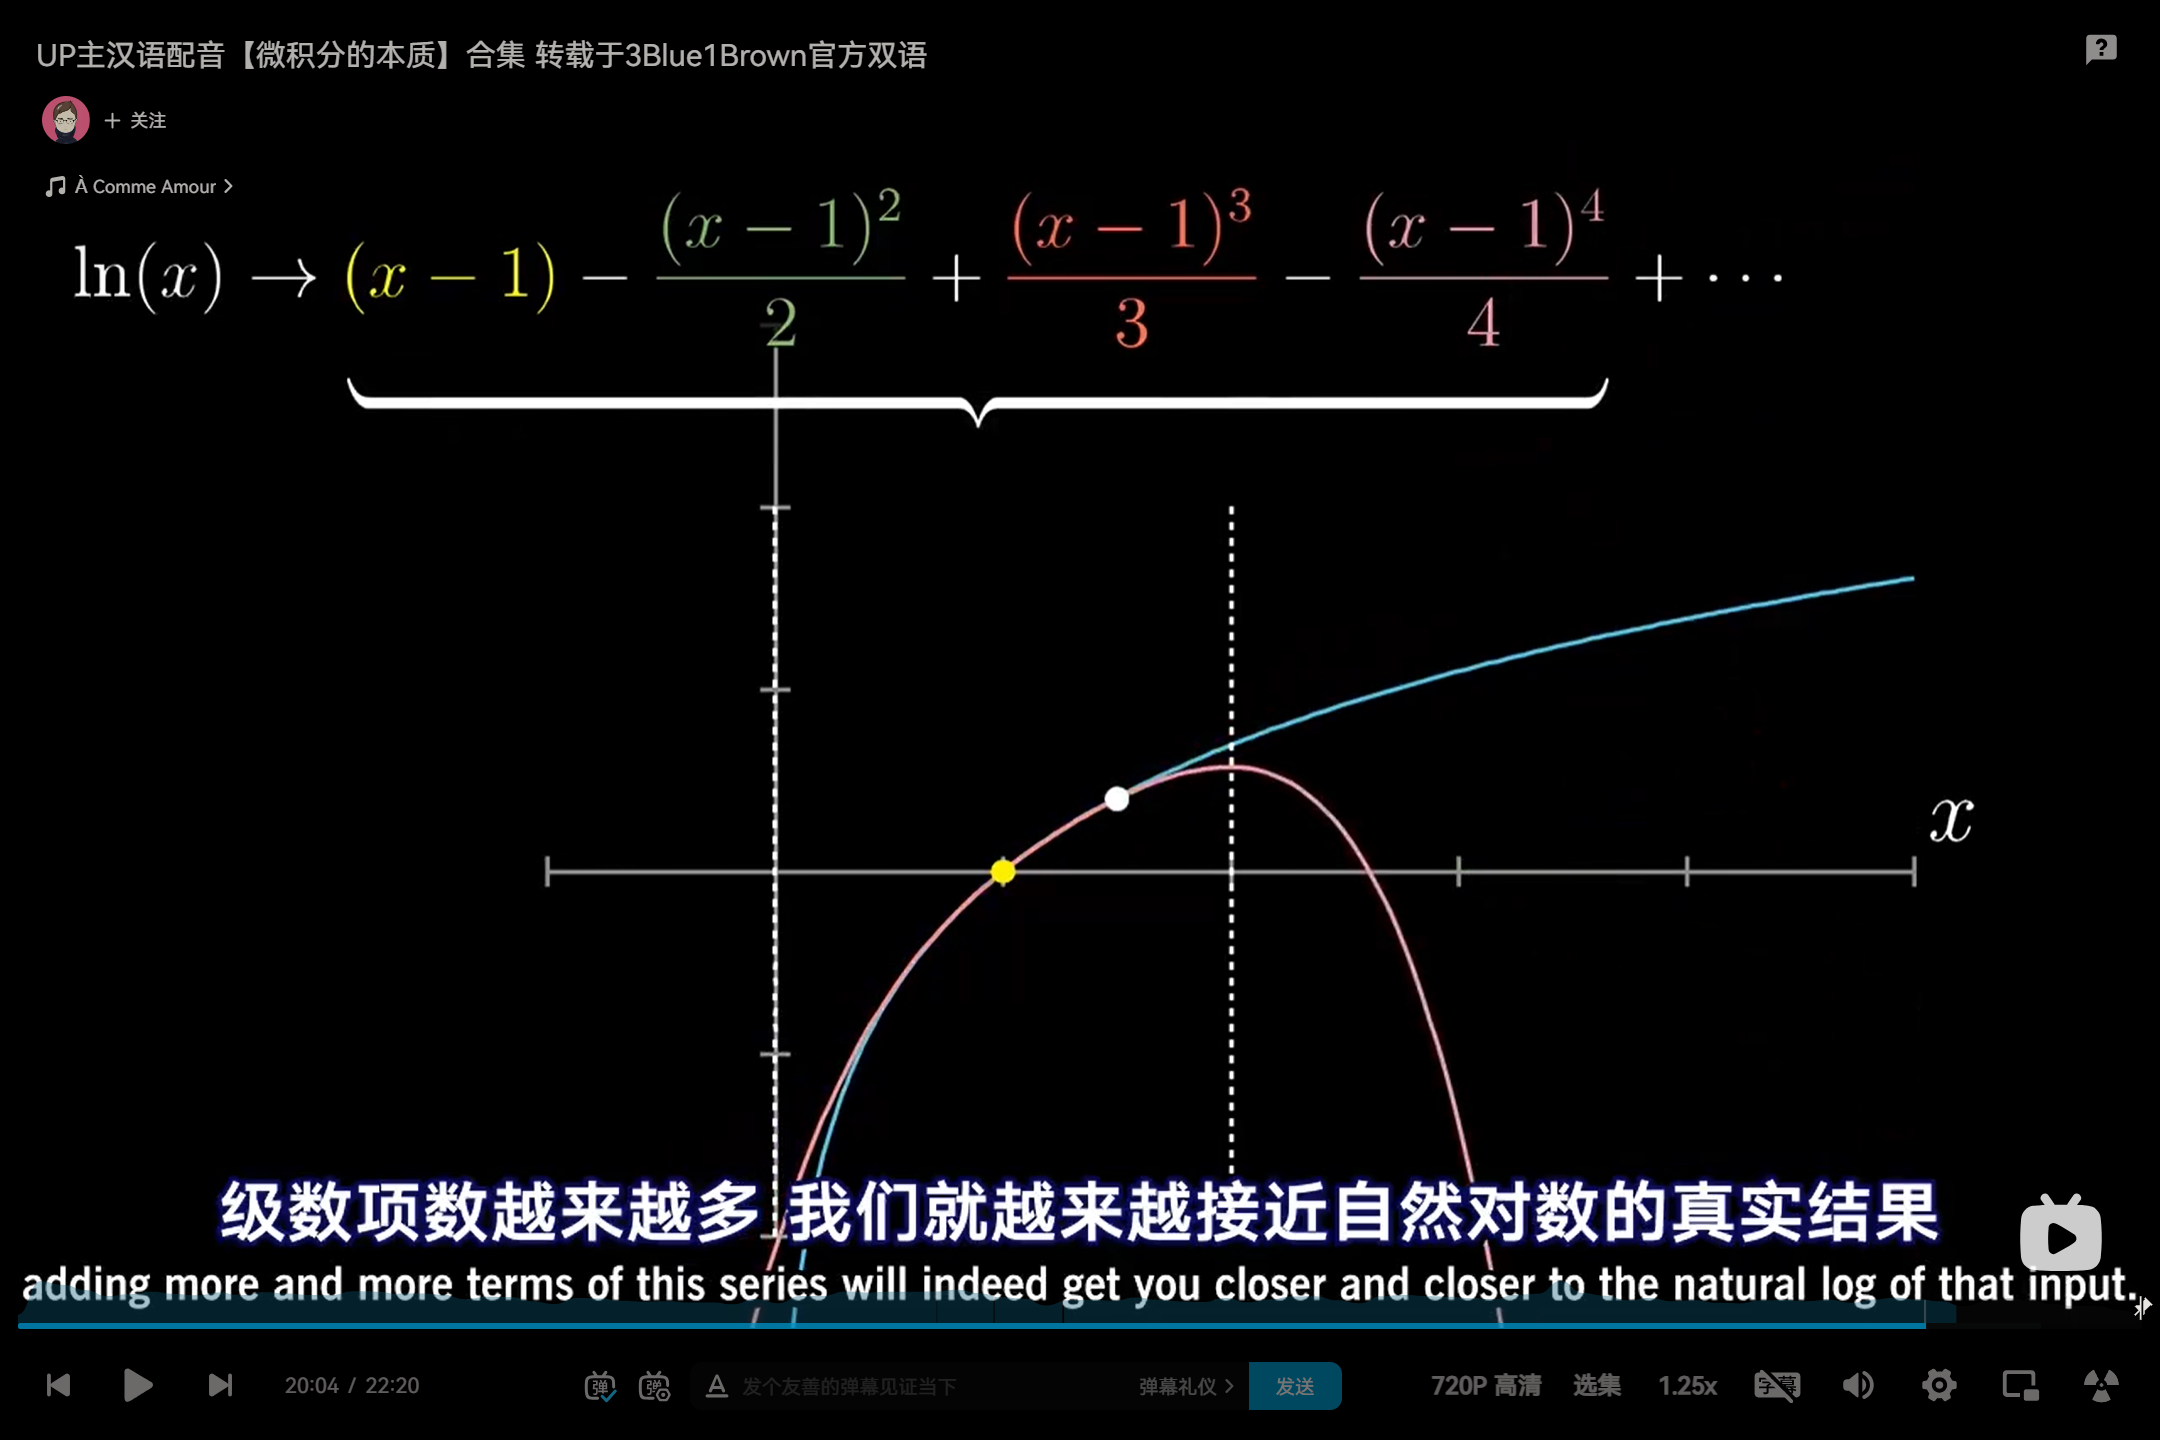 UP主汉语配音【微积分的本质】合集 转载于3Blue1Brown官方双语
+ 关注
À Comme Amour >
ln(x) → (x − 1) − (x − 1)²/2 + (x − 1)³/3 − (x − 1)⁴/4 + ···
x
级数项数越来越多 我们就越来越接近自然对数的真实结果
adding more and more terms of this series will indeed get you closer and closer to the natural log of that input.
20:04 / 22:20 弹 弹 A 发个友善的弹幕见证当下 弹幕礼仪 > 发送 720P 高清 选集 1.25x 字幕